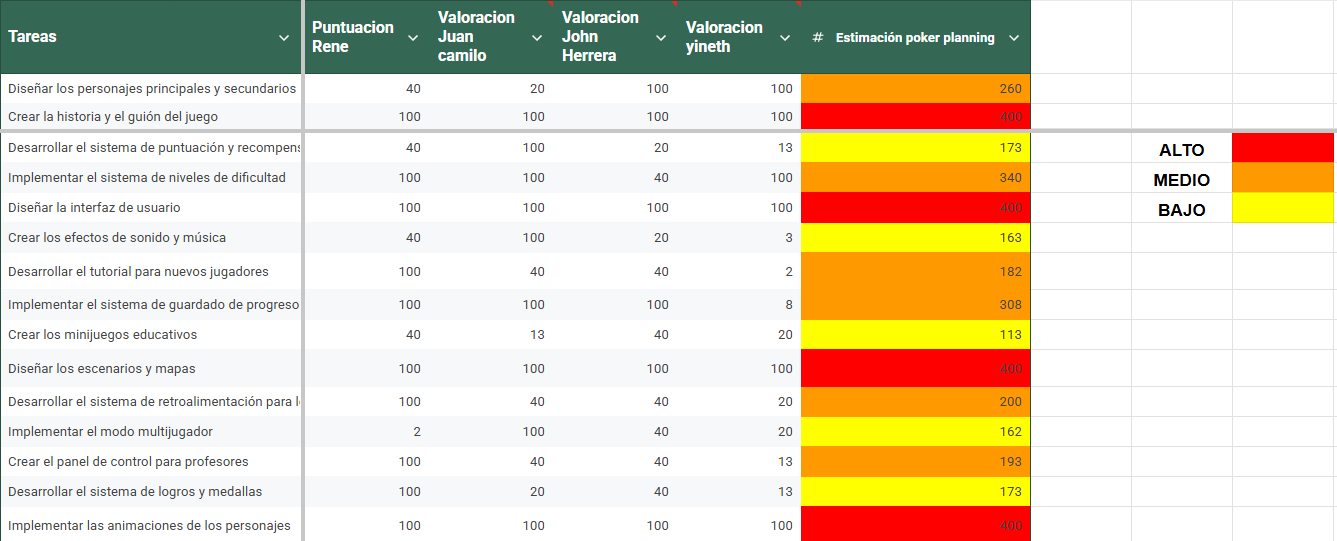 Tareas Puntuacion Rene Valoracion Juan camilo Valoracion John Herrera Valoracion yineth # Estimación poker planning
Diseñar los personajes principales y secundarios 40 20 100 100 260
Crear la historia y el guión del juego 100 100 100 100 400
Desarrollar el sistema de puntuación y recompens 40 100 20 13 173
ALTO
Implementar el sistema de niveles de dificultad 100 100 40 100 340
MEDIO
Diseñar la interfaz de usuario 100 100 100 100 400
BAJO
Crear los efectos de sonido y música 40 100 20 3 163
Desarrollar el tutorial para nuevos jugadores 100 40 40 2 182
Implementar el sistema de guardado de progreso 100 100 100 8 308
Crear los minijuegos educativos 40 13 40 20 113
Diseñar los escenarios y mapas 100 100 100 100 400
Desarrollar el sistema de retroalimentación para l 100 40 40 20 200
Implementar el modo multijugador 2 100 40 20 162
Crear el panel de control para profesores 100 40 40 13 193
Desarrollar el sistema de logros y medallas 100 20 40 13 173
Implementar las animaciones de los personajes 100 100 100 100 400